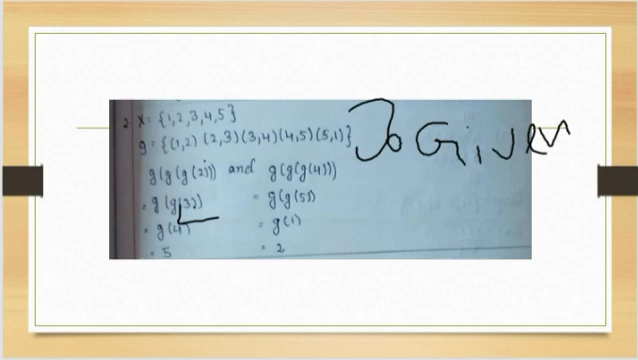 2 X = {1,2,3,4,5}
g = {(1,2) (2,3) (3,4) (4,5) (5,1)}
Given
g(g(g(2))) and g(g(g(4)))
= g(g(3)) = g(g(5))
= g(4) = g(1)
= 5 = 2